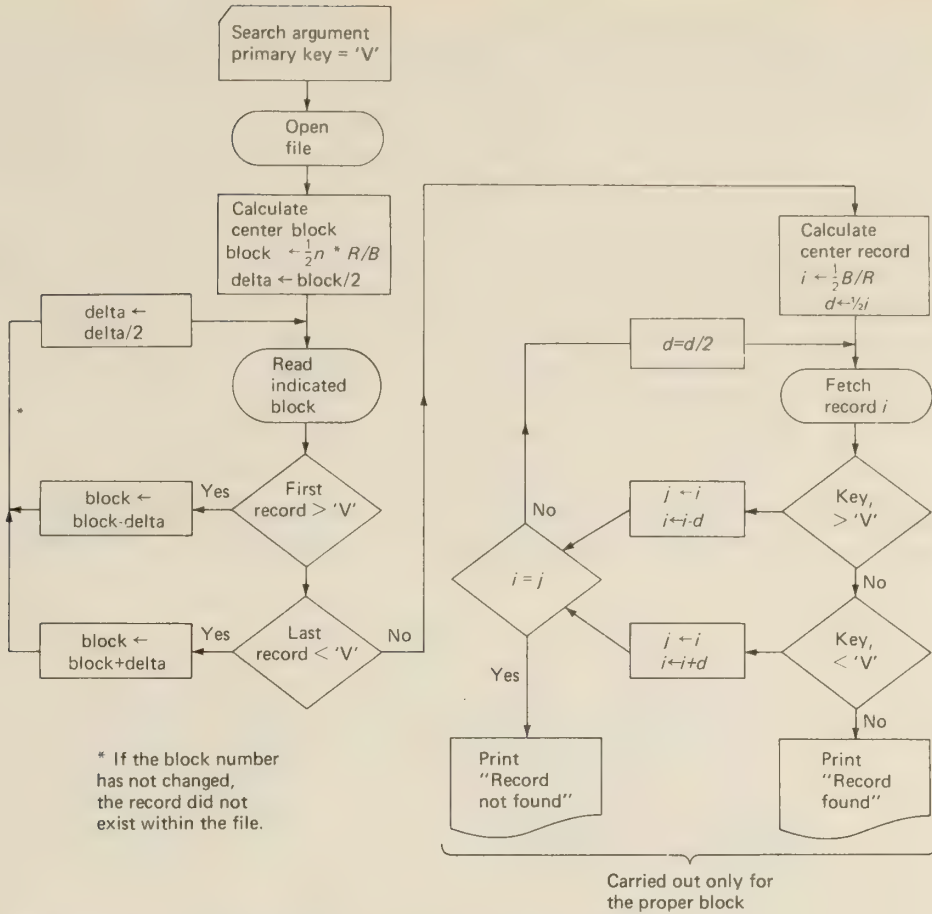 Search argument
primary key = 'V'
Open
file
Calculate
center block
block ← ½n * R/B
delta ← block/2
delta ←
delta/2
Read
indicated
block
*
block ←
block-delta
Yes
First
record > 'V'
block ←
block+delta
Yes
Last
record < 'V'
No
* If the block number
has not changed,
the record did not
exist within the file.
Calculate
center record
i ← ½B/R
d←½i
d=d/2
Fetch
record i
No
j ←i
i←i-d
Key,
> 'V'
i = j
No
j ←i
i←i+d
Key,
< 'V'
Yes
No
Print
"Record
not found"
Print
"Record
found"
Carried out only for
the proper block